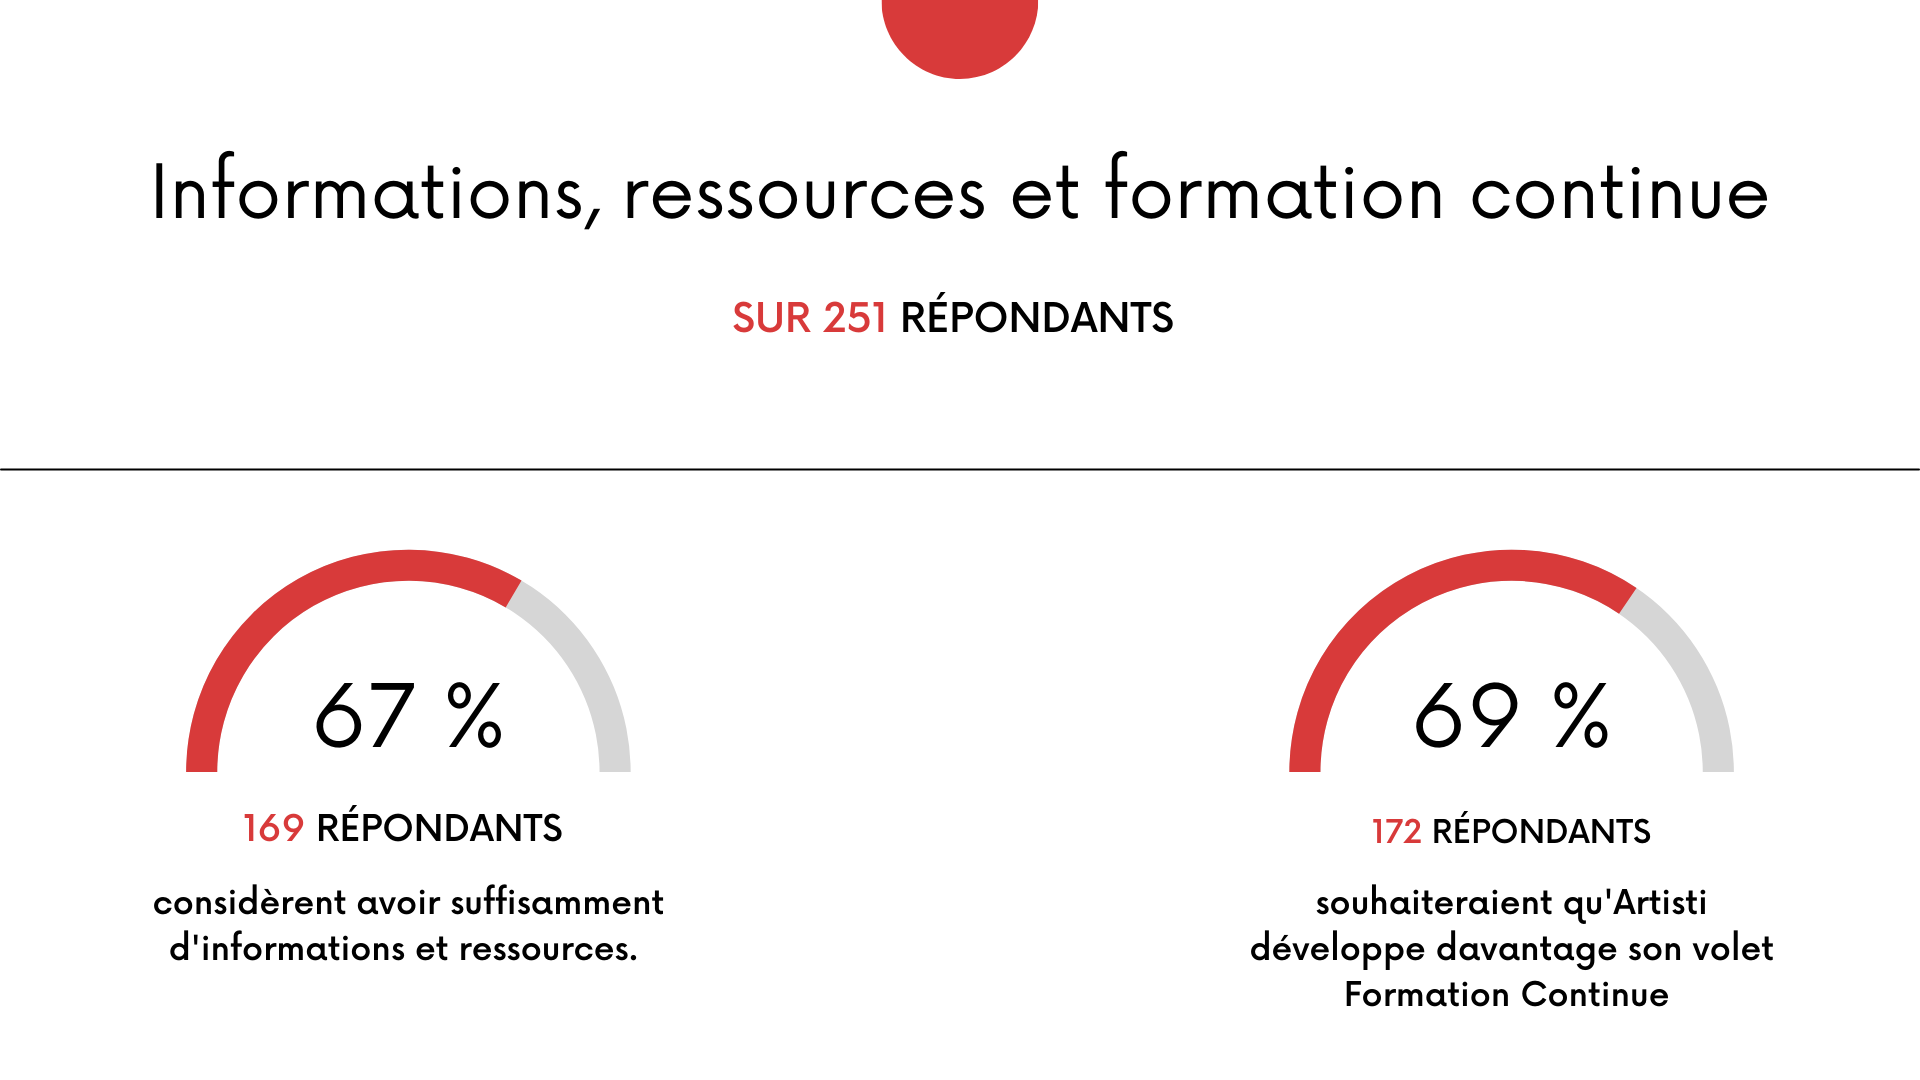 Informations, ressources et formation continue
SUR 251 RÉPONDANTS
67 %
169 RÉPONDANTS
considèrent avoir suffisamment
d'informations et ressources.
69 %
172 RÉPONDANTS
souhaiteraient qu'Artisti
développe davantage son volet
Formation Continue